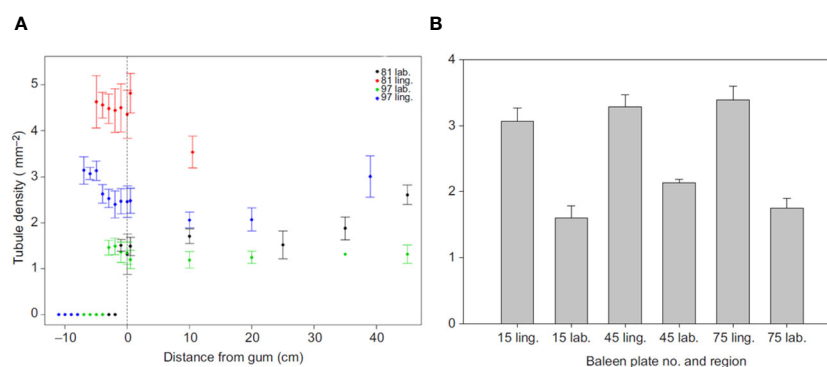 A
B
81 lab.
81 ling.
97 lab.
97 ling.
Tubule density ( mm⁻²)
5
4
3
2
1
0
–10 0 10 20 30 40
Distance from gum (cm)
4
3
2
1
0
15 ling. 15 lab. 45 ling. 45 lab. 75 ling. 75 lab.
Baleen plate no. and region